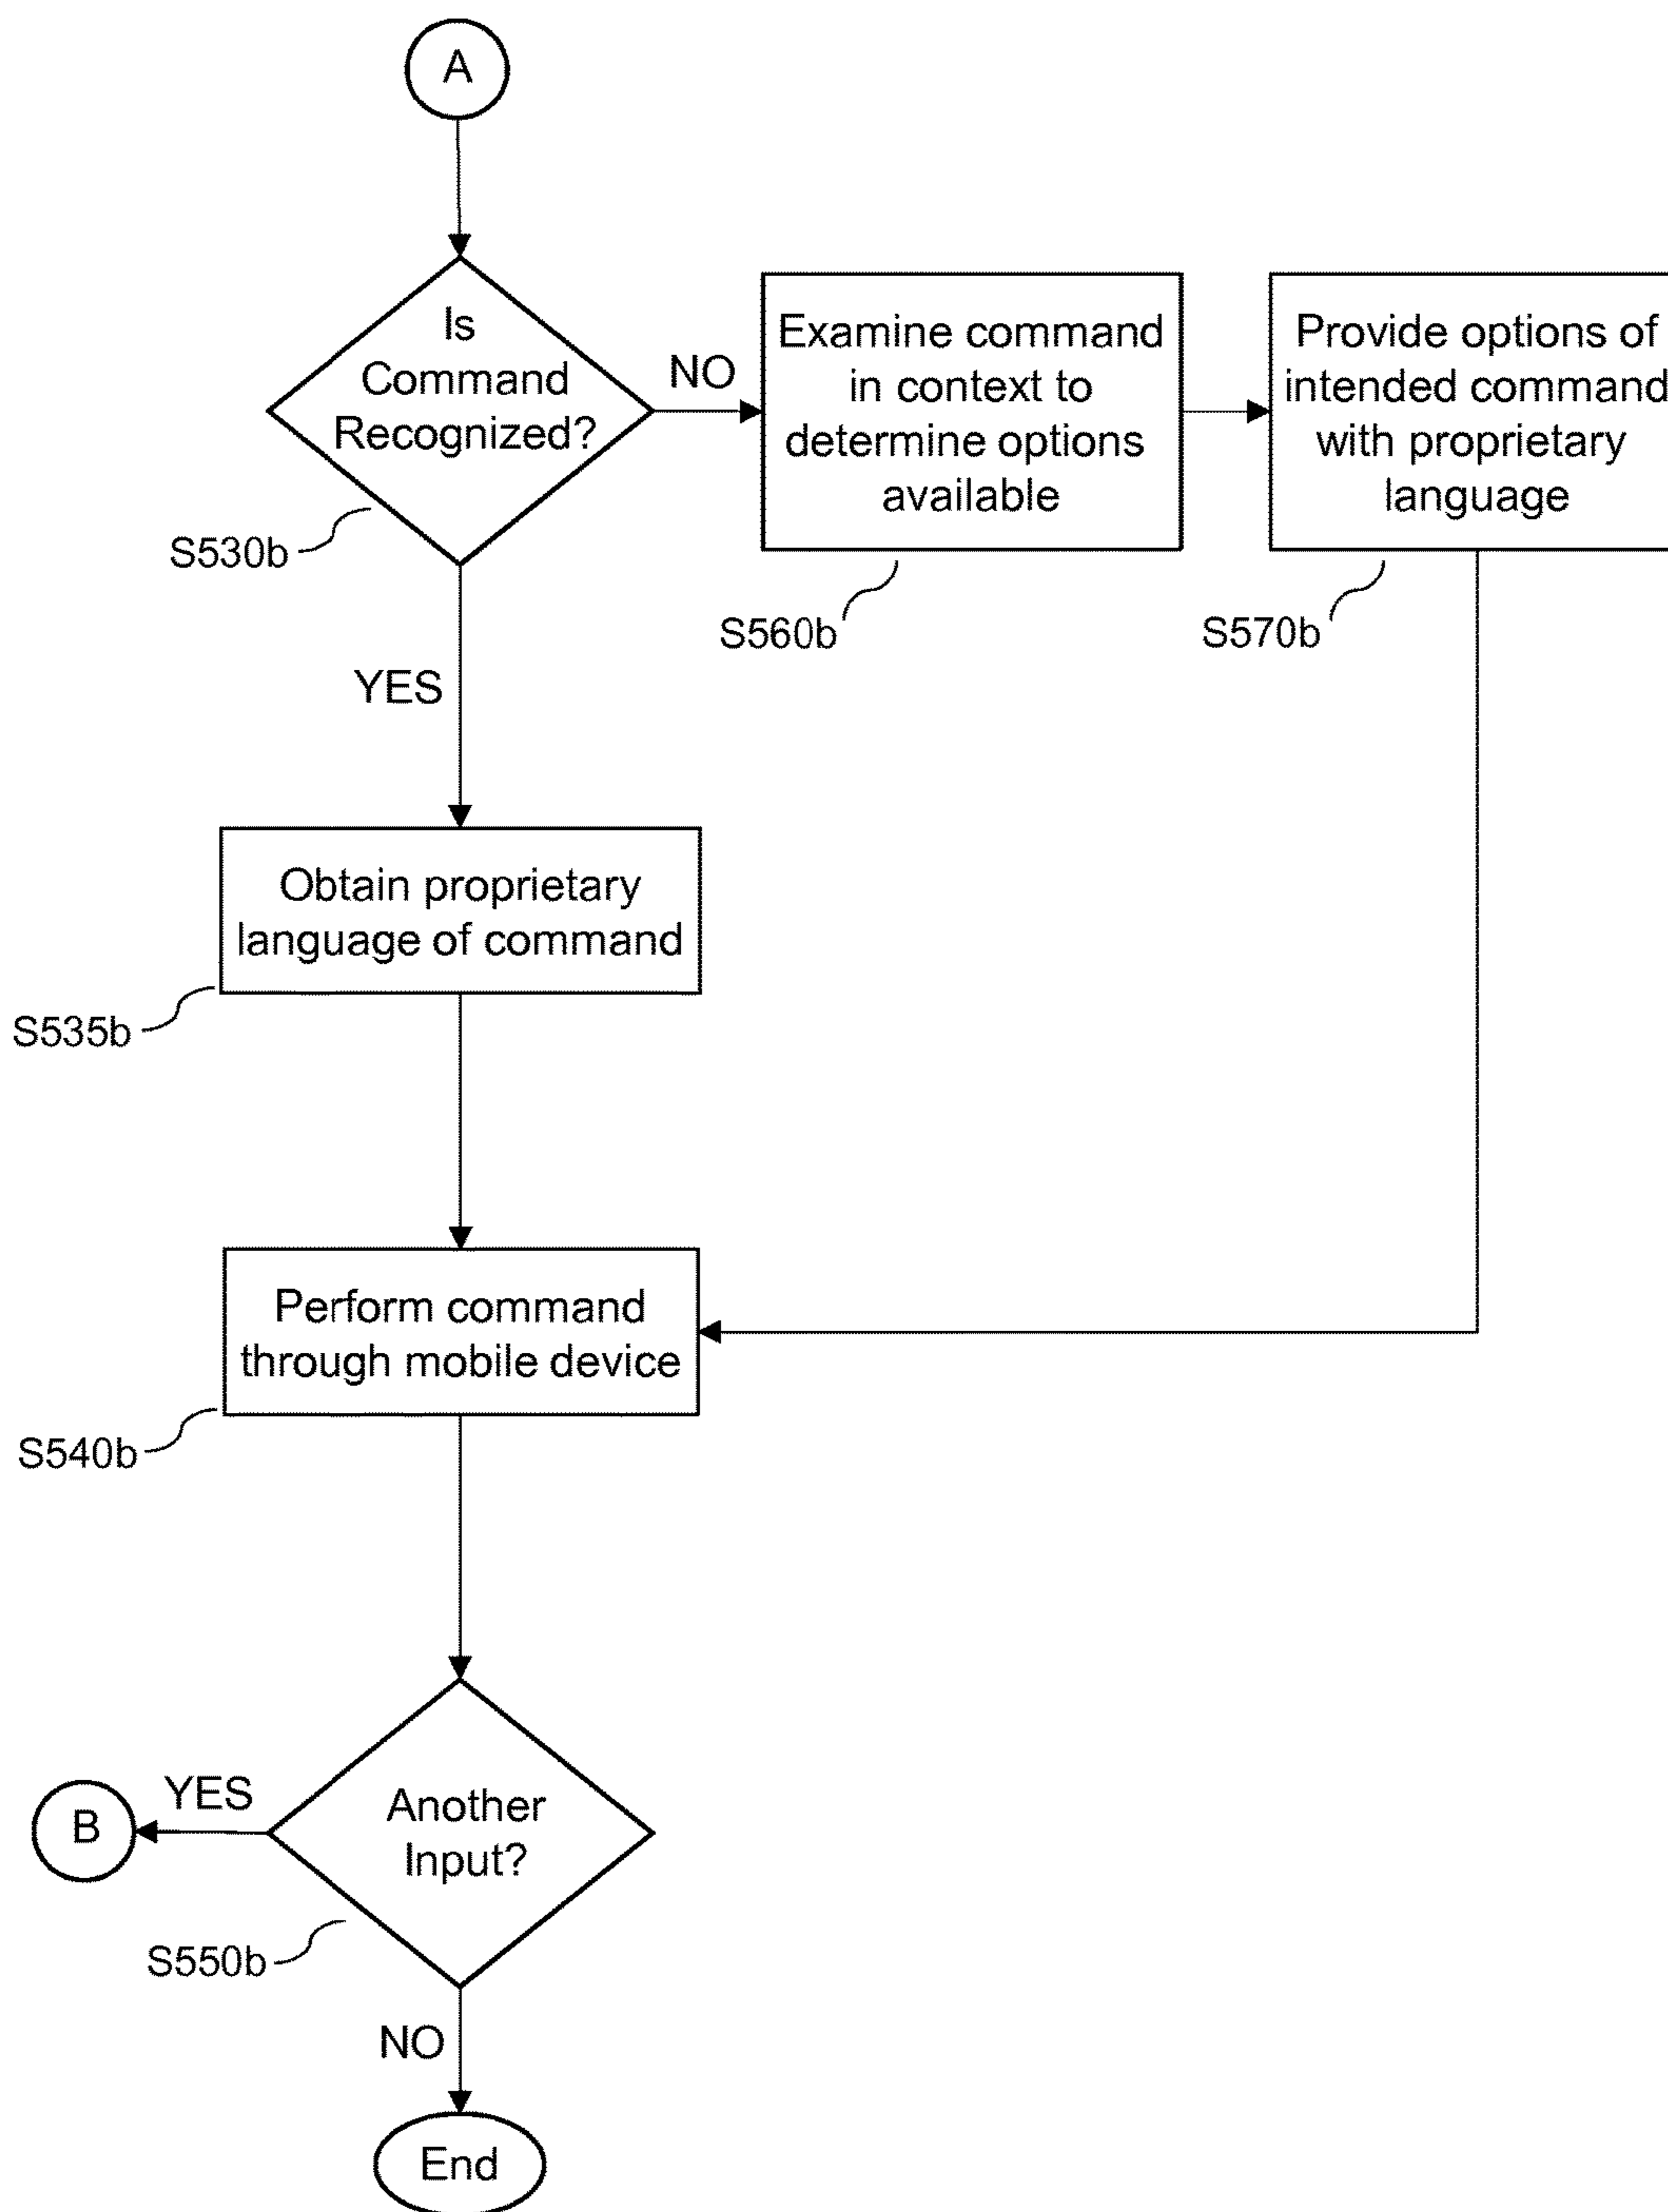 A
Is
Command
Recognized?
NO
Examine command
in context to
determine options
available
Provide options of
intended command
with proprietary
language
S530b
S560b
S570b
YES
Obtain proprietary
language of command
S535b
Perform command
through mobile device
S540b
B
YES
Another
Input?
S550b
NO
End